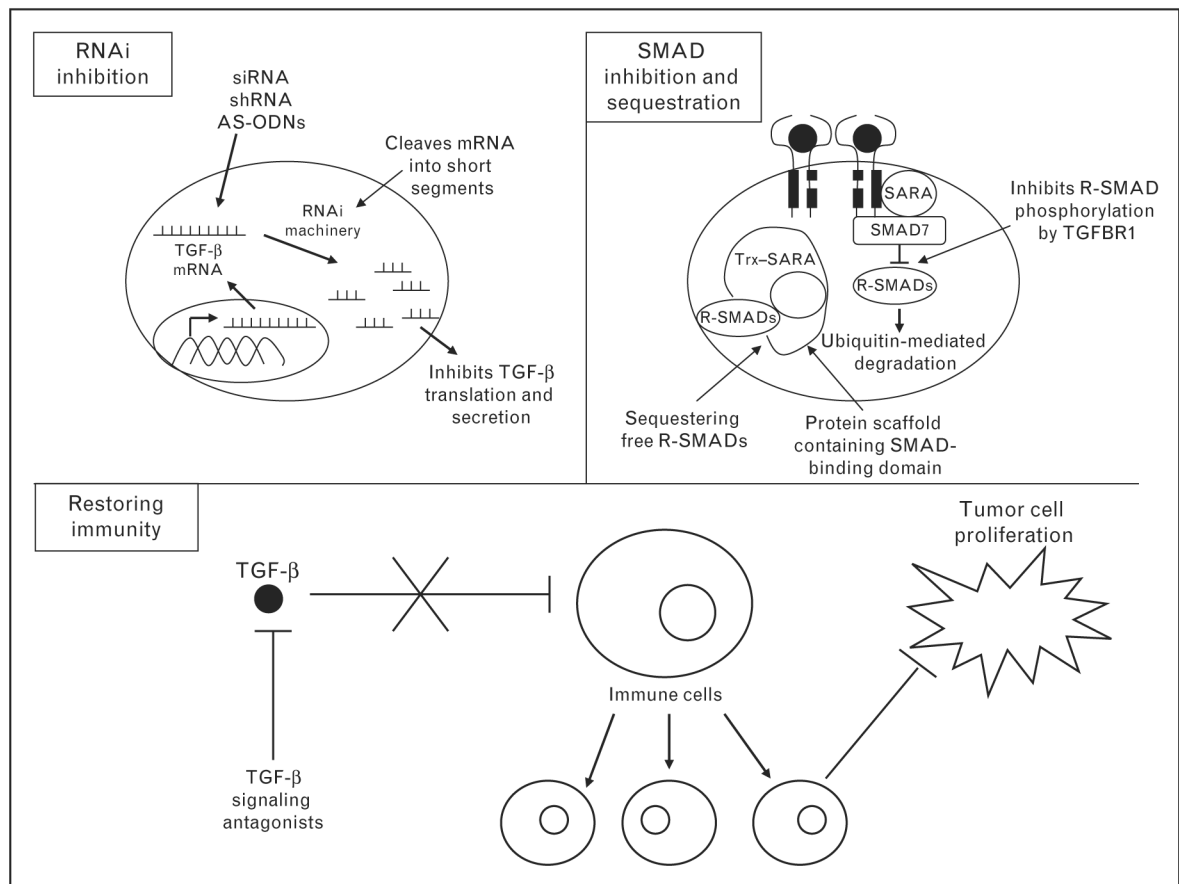 RNAi
inhibition
siRNA
shRNA
AS-ODNs
Cleaves mRNA
into short
segments
RNAi
machinery
TGF-β
mRNA
Inhibits TGF-β
translation and
secretion
SMAD
inhibition and
sequestration
SARA
SMAD7
Inhibits R-SMAD
phosphorylation
by TGFBR1
Trx–SARA
R-SMADs
R-SMADs
Ubiquitin-mediated
degradation
Sequestering
free R-SMADs
Protein scaffold
containing SMAD-
binding domain
Restoring
immunity
TGF-β
Immune cells
Tumor cell
proliferation
TGF-β
signaling
antagonists